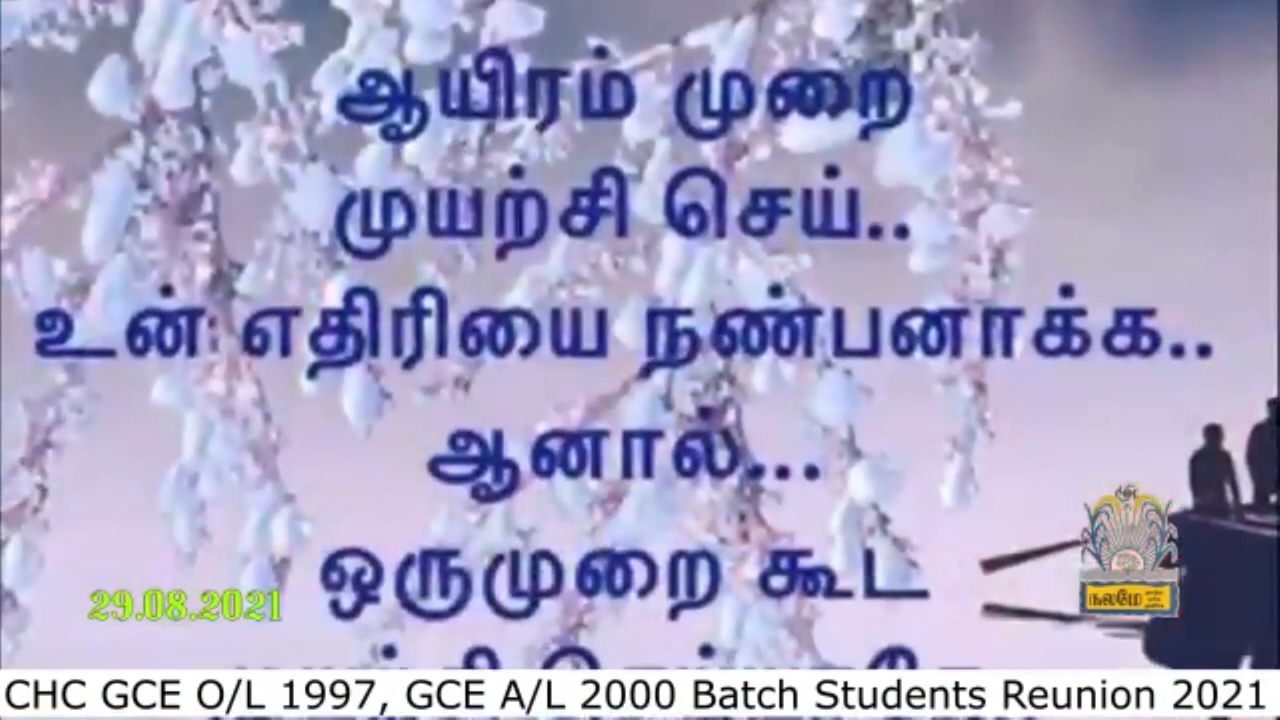 ஆயிரம் முறை
முயற்சி செய்..
உன் எதிரியை நண்பனாக்க..
ஆனால்...
ஒருமுறை கூட
29.08.2021
நலமே
CHC GCE O/L 1997, GCE A/L 2000 Batch Students Reunion 2021